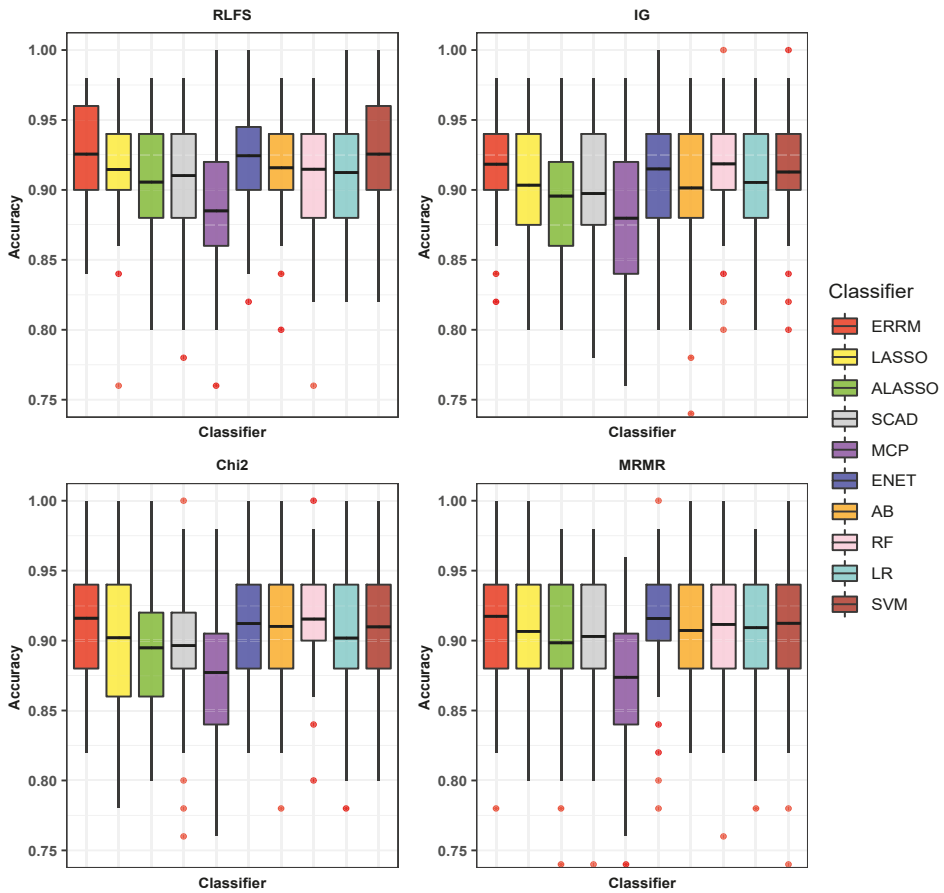 RLFS
IG
1.00
0.95
0.90
0.85
0.80
0.75
Accuracy
Classifier
1.00
0.95
0.90
0.85
0.80
0.75
Accuracy
Classifier
Chi2
MRMR
1.00
0.95
0.90
0.85
0.80
0.75
Accuracy
Classifier
1.00
0.95
0.90
0.85
0.80
0.75
Accuracy
Classifier
Classifier
ERRM
LASSO
ALASSO
SCAD
MCP
ENET
AB
RF
LR
SVM